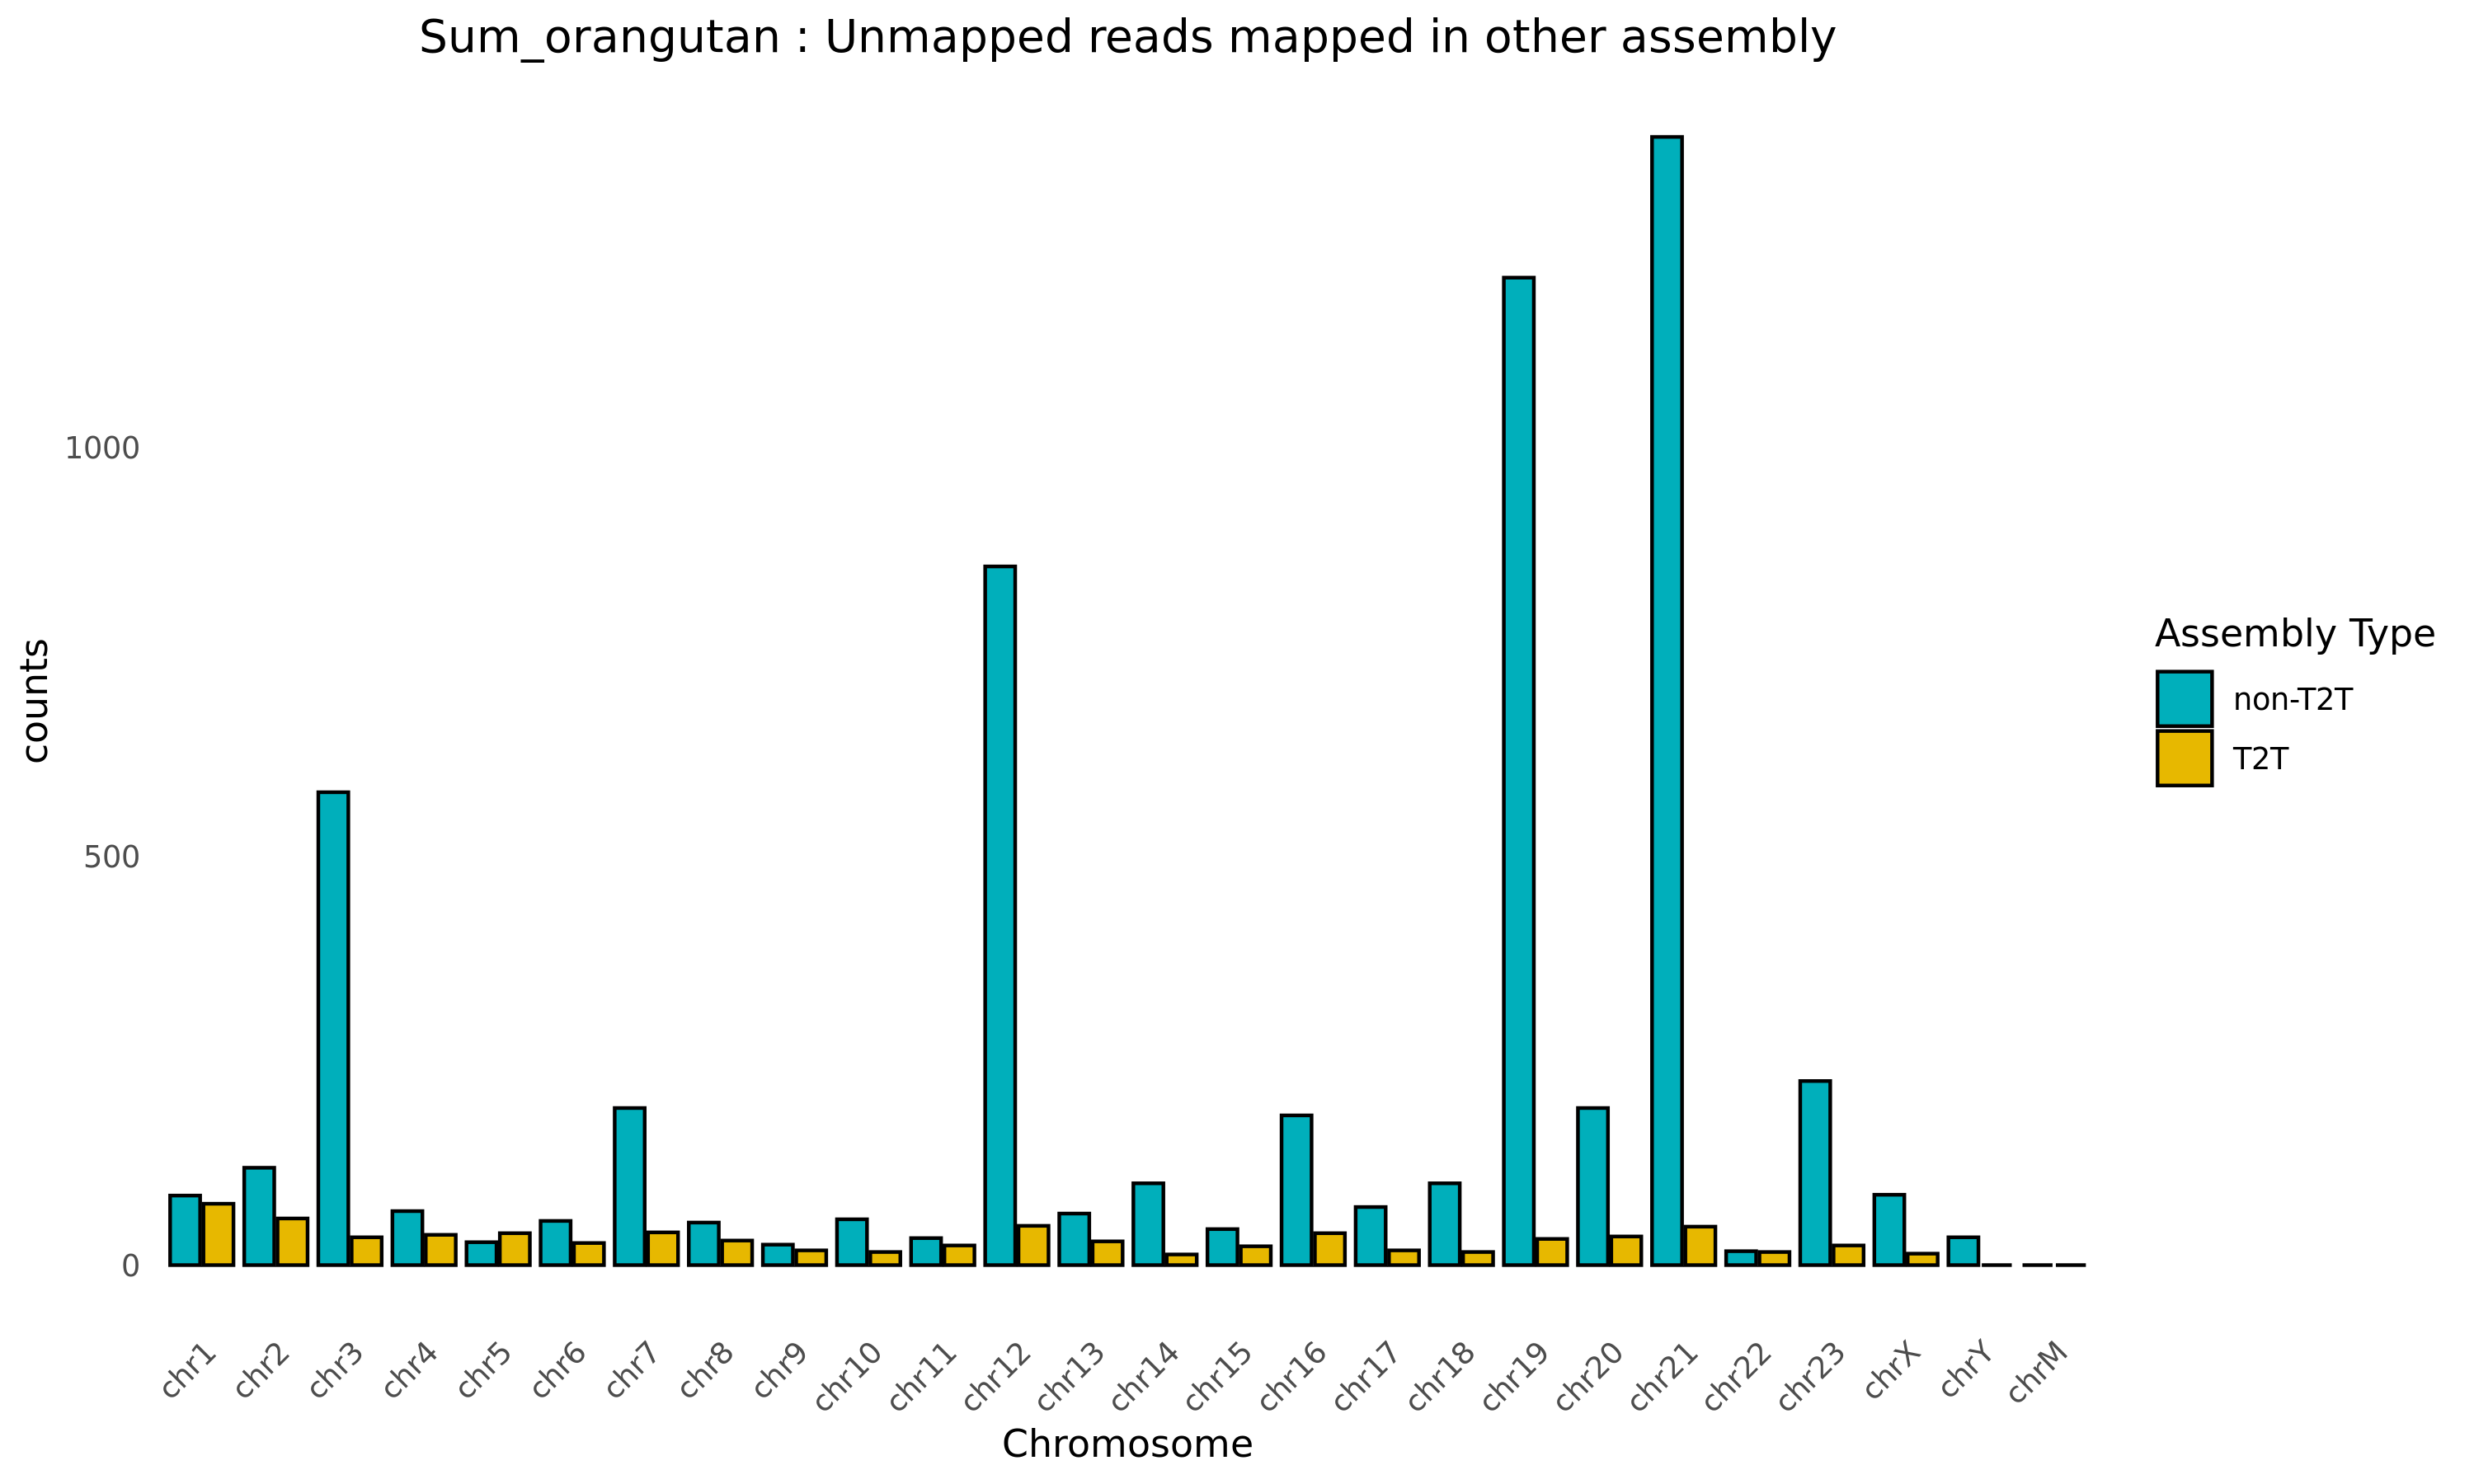 Sum_orangutan : Unmapped reads mapped in other assembly
counts
1000
500
0
chr1
chr2
chr3
chr4
chr5
chr6
chr7
chr8
chr9
chr10
chr11
chr12
chr13
chr14
chr15
chr16
chr17
chr18
chr19
chr20
chr21
chr22
chr23
chrX
chrY
chrM
Chromosome
Assembly Type
non-T2T
T2T